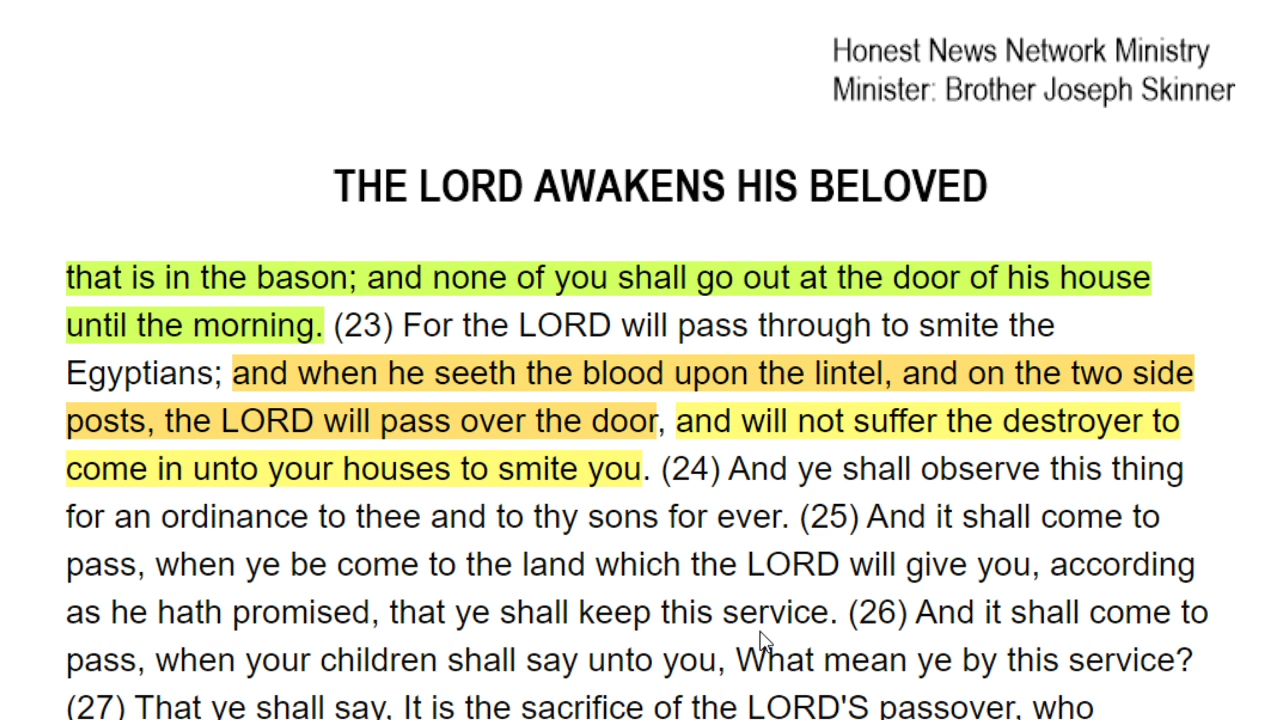 Honest News Network Ministry
Minister: Brother Joseph Skinner
THE LORD AWAKENS HIS BELOVED
that is in the bason; and none of you shall go out at the door of his house
until the morning. (23) For the LORD will pass through to smite the
Egyptians; and when he seeth the blood upon the lintel, and on the two side
posts, the LORD will pass over the door, and will not suffer the destroyer to
come in unto your houses to smite you. (24) And ye shall observe this thing
for an ordinance to thee and to thy sons for ever. (25) And it shall come to
pass, when ye be come to the land which the LORD will give you, according
as he hath promised, that ye shall keep this service. (26) And it shall come to
pass, when your children shall say unto you, What mean ye by this service?
(27) That ye shall say, It is the sacrifice of the LORD'S passover, who